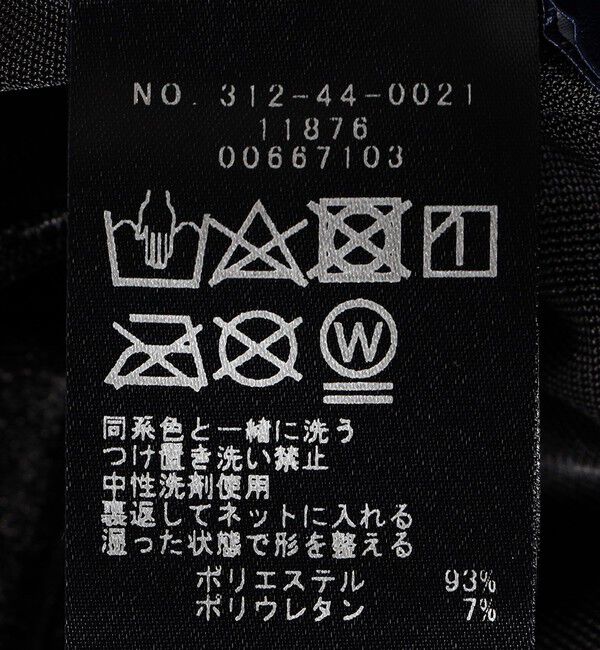 NO. 312-44-0021
11876
00667103
W
同系色と一緒に洗う
つけ置き洗い禁止
中性洗剤使用
裏返してネットに入れる
湿った状態で形を整える
ポリエステル 93%
ポリウレタン 7%